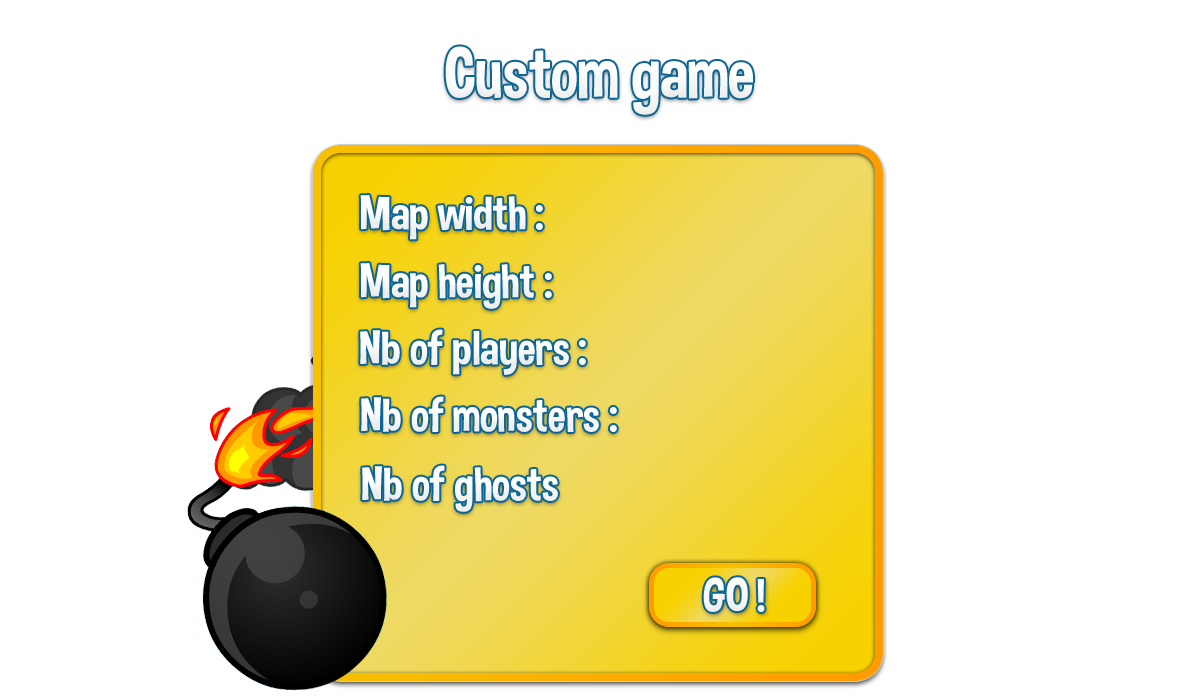 Custom game
Map width :
Map height :
Nb of players :
Nb of monsters :
Nb of ghosts
GO !